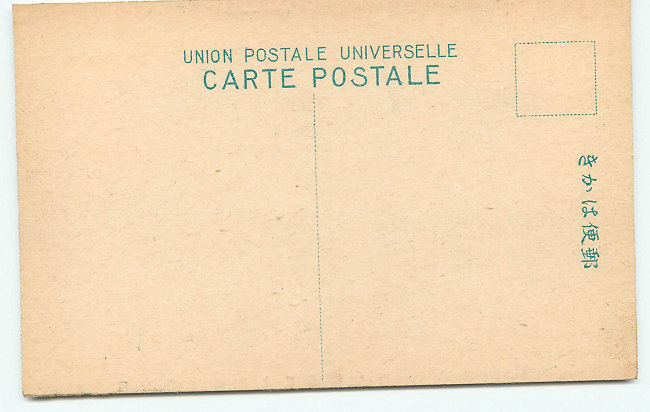 UNION POSTALE UNIVERSELLE
CARTE POSTALE
郵便はかき